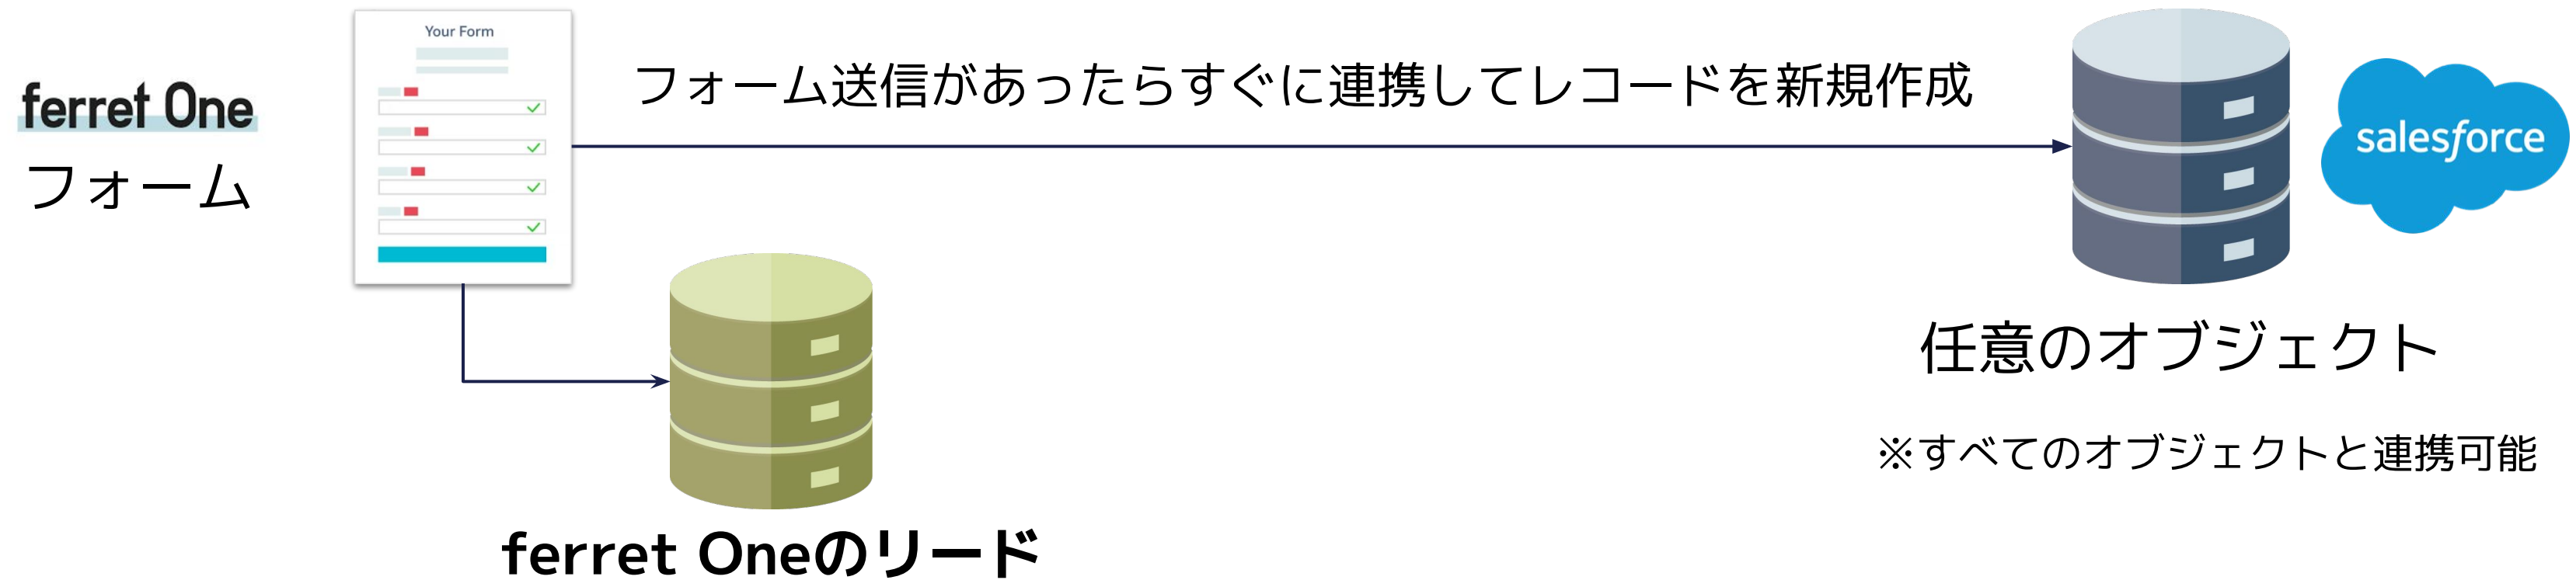 Your Form
ferret One
フォーム
フォーム送信があったらすぐに連携してレコードを新規作成
salesforce
任意のオブジェクト
※すべてのオブジェクトと連携可能
ferret Oneのリード